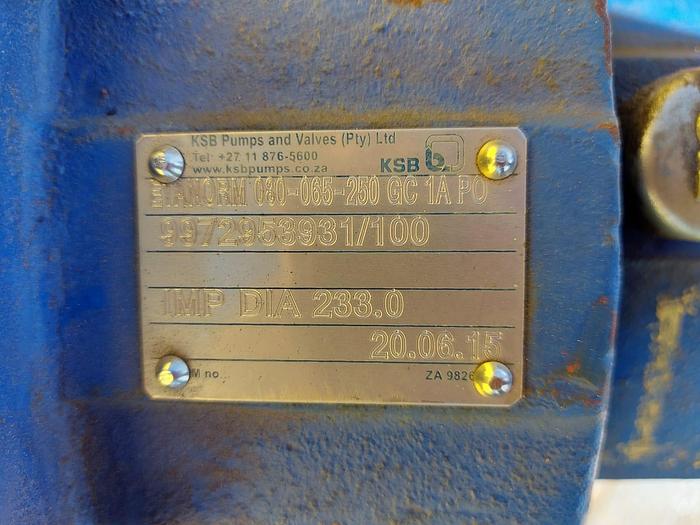 KSB Pumps and Valves (Pty) Ltd
Tel: +27 11 876-5600
www.ksbpumps.co.za
KSB b
ETANORM 080-065-250 GC 1A PO
9972953931/100
IMP DIA 233.0
20.06.15
M no
ZA 9826